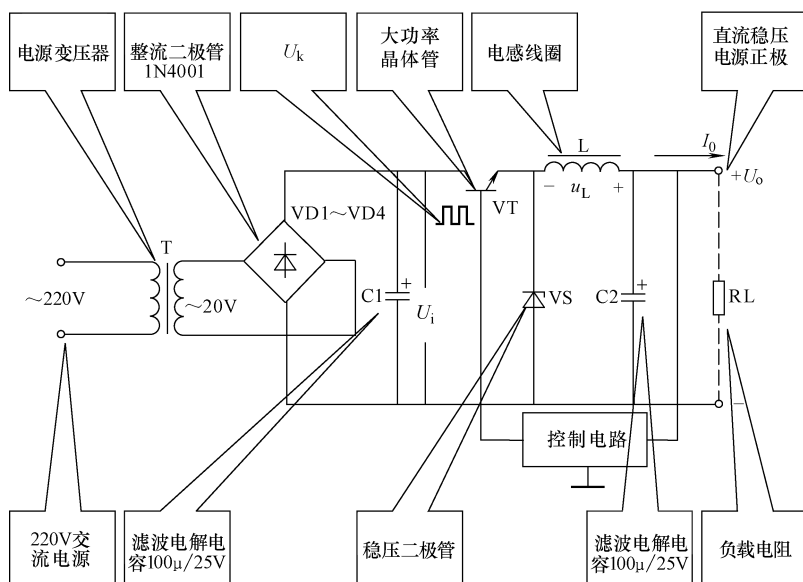 电源变压器
整流二极管
1N4001
Uk
大功率
晶体管
电感线圈
直流稳压
电源正极
L
I0
− uL +
+Uo
VT
VD1～VD4
T
～220V
～20V
C1
+
Ui
VS
C2
+
RL
−
控制电路
220V交
流电源
滤波电解电
容100μ/25V
稳压二极管
滤波电解电
容100μ/25V
负载电阻